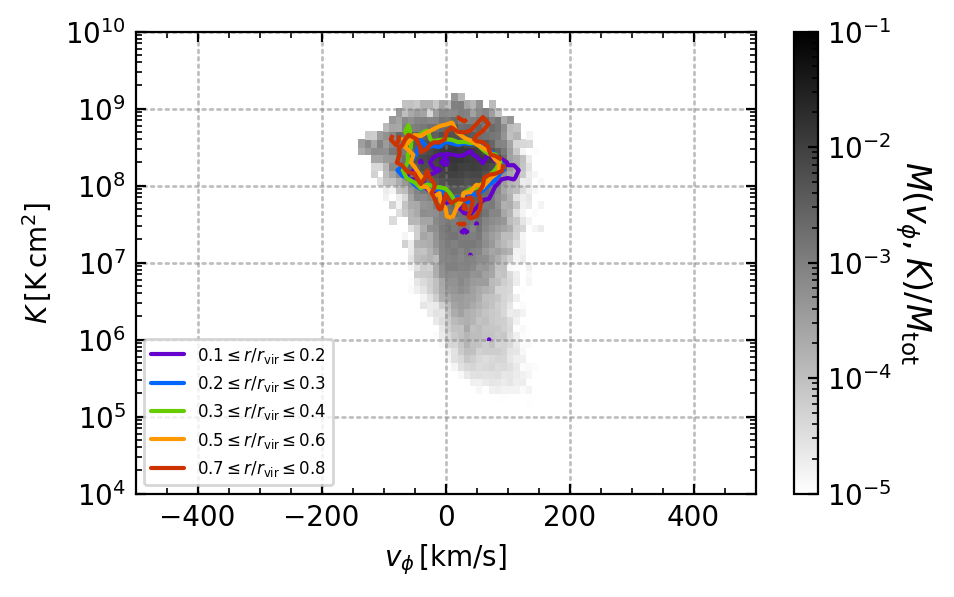 10^10
10^9
10^8
10^7
10^6
10^5
10^4
K [K cm^2]
0.1 ≤ r/r_vir ≤ 0.2
0.2 ≤ r/r_vir ≤ 0.3
0.3 ≤ r/r_vir ≤ 0.4
0.5 ≤ r/r_vir ≤ 0.6
0.7 ≤ r/r_vir ≤ 0.8
−400 −200 0 200 400
v_ϕ [km/s]
10^−1
10^−2
10^−3
10^−4
10^−5
M(v_ϕ, K)/M_tot